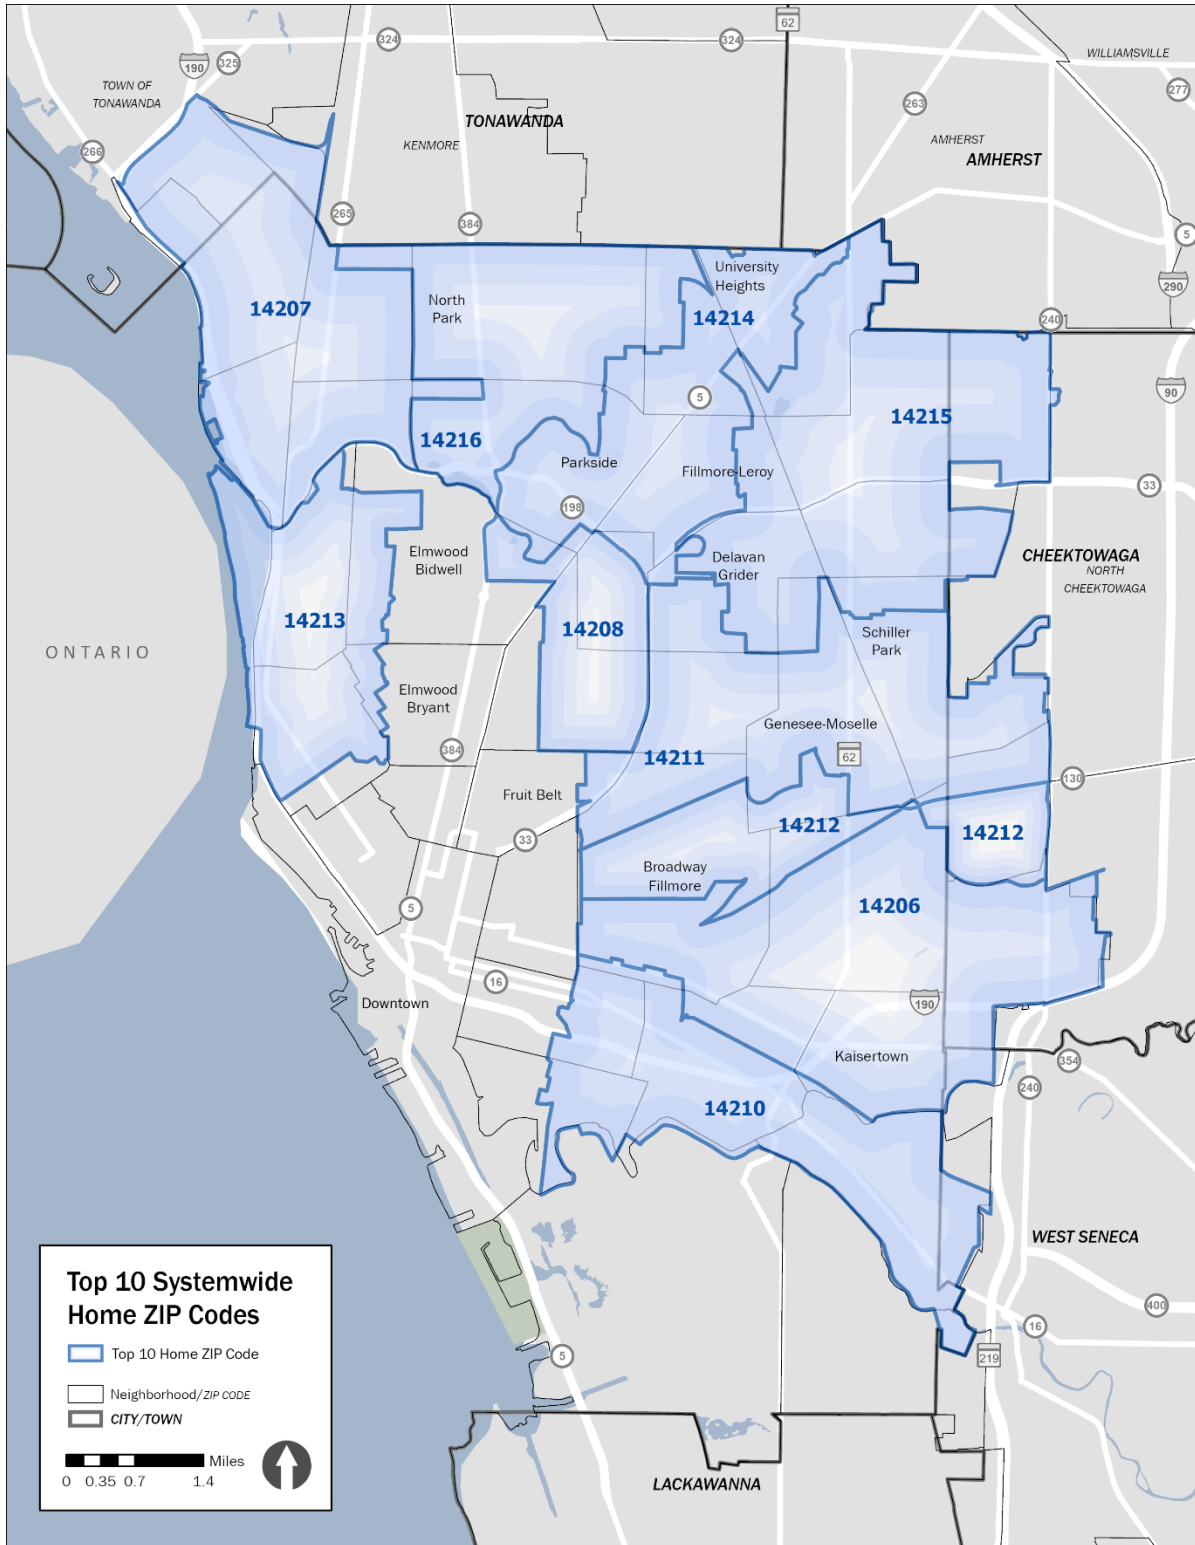 62
324
324
WILLIAMSVILLE
190
325
TOWN OF
TONAWANDA
277
263
TONAWANDA
KENMORE
AMHERST
AMHERST
266
265
384
5
University
Heights
290
North
Park
14207
14214
240
90
5
14215
14216
Parkside
Fillmore-Leroy
33
198
Elmwood
Bidwell
Delavan
Grider
CHEEKTOWAGA
NORTH
CHEEKTOWAGA
14213
14208
Schiller
Park
ONTARIO
Elmwood
Bryant
Genesee-Moselle
384
14211
62
130
Fruit Belt
33
14212
14212
Broadway
Fillmore
5
14206
16
Downtown
190
Kaisertown
354
240
14210
WEST SENECA
400
16
219
5
LACKAWANNA
Top 10 Systemwide
Home ZIP Codes
Top 10 Home ZIP Code
Neighborhood/ZIP CODE
CITY/TOWN
Miles
0 0.35 0.7 1.4